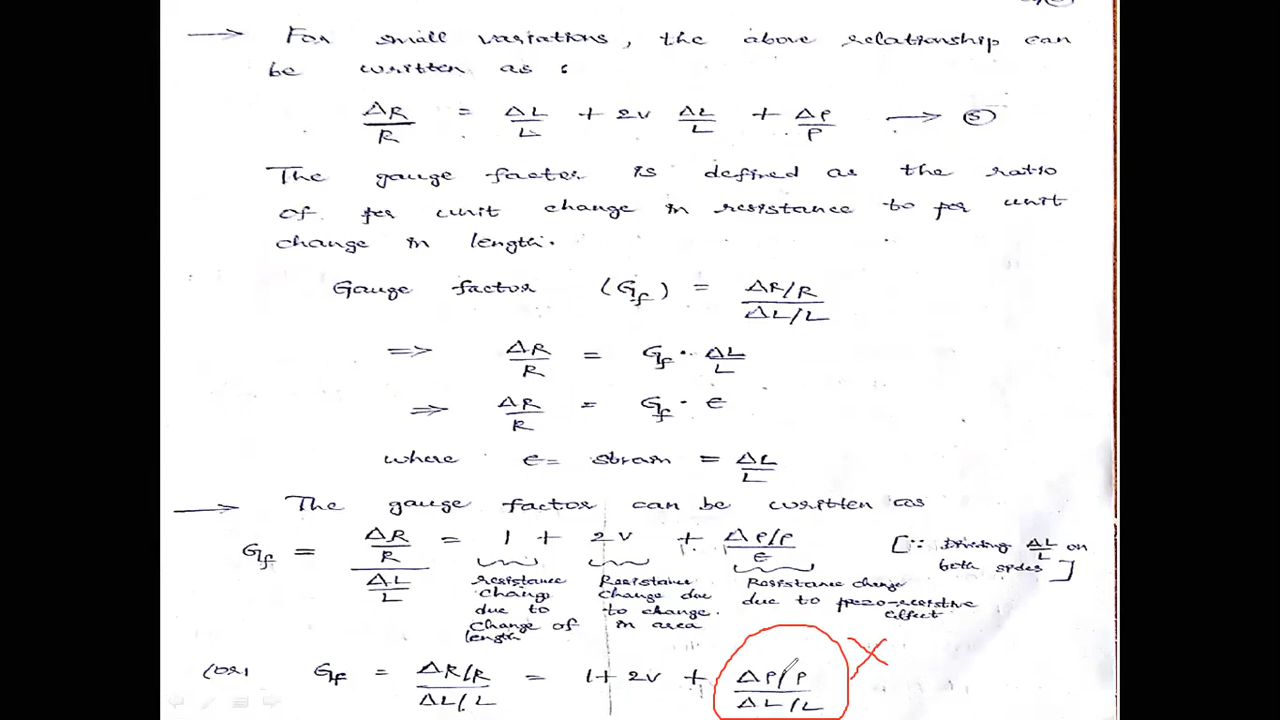 → For small variations, the above relationship can
be written as :
ΔR/R = ΔL/L + 2ν ΔL/L + Δρ/ρ → ⑤
The gauge factor is defined as the ratio
of per unit change in resistance to per unit
change in length.
Gauge factor (Gf) = (ΔR/R)/(ΔL/L)
⇒ ΔR/R = Gf · ΔL/L
⇒ ΔR/R = Gf · ϵ
where ϵ = strain = ΔL/L
→ The gauge factor can be written as
Gf = (ΔR/R)/(ΔL/L) = 1 + 2ν + (Δρ/ρ)/ϵ [∵ Dividing ΔL/L on both sides]
resistance change due to change of length
Resistance change due to change in area
Resistance change due to piezo-resistive effect
(or) Gf = (ΔR/R)/(ΔL/L) = 1 + 2ν + (Δρ/ρ)/(ΔL/L) X